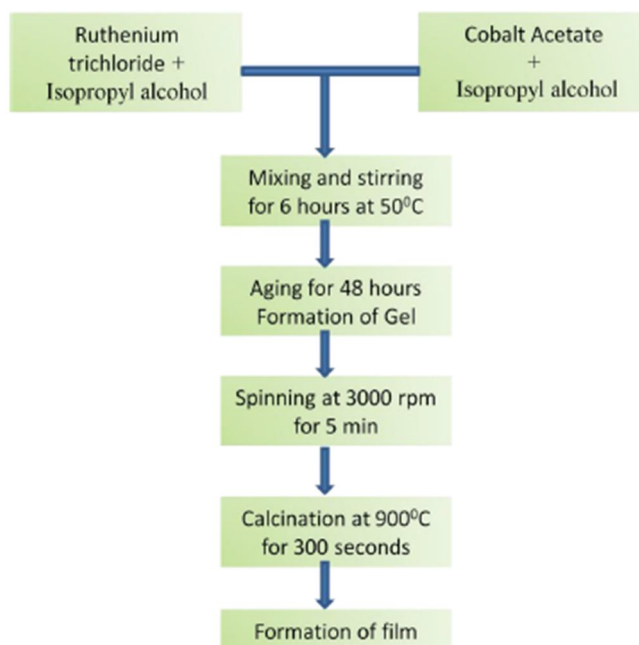 Ruthenium
trichloride +
Isopropyl alcohol
Cobalt Acetate
+
Isopropyl alcohol
Mixing and stirring
for 6 hours at 50⁰C
Aging for 48 hours
Formation of Gel
Spinning at 3000 rpm
for 5 min
Calcination at 900⁰C
for 300 seconds
Formation of film